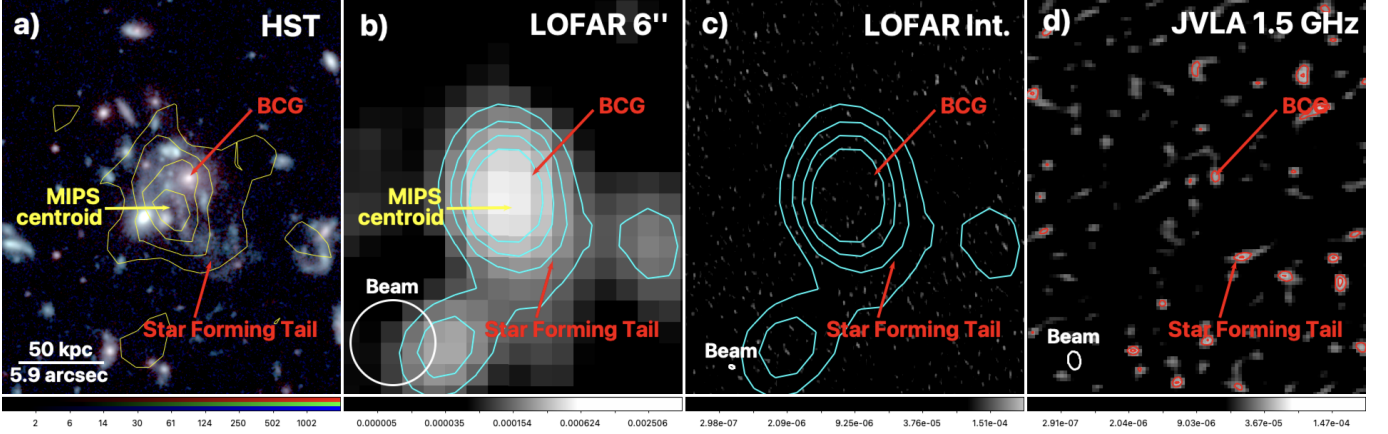 a) HST
BCG
MIPS
centroid
Star Forming Tail
50 kpc
5.9 arcsec
2 6 14 30 61 124 250 502 1002
b) LOFAR 6"
BCG
MIPS
centroid
Beam
Star Forming Tail
0.000005 0.000035 0.000154 0.000624 0.002506
c) LOFAR Int.
BCG
Star Forming Tail
Beam
2.98e-07 2.09e-06 9.25e-06 3.76e-05 1.51e-04
d) JVLA 1.5 GHz
BCG
Star Forming Tail
Beam
2.91e-07 2.04e-06 9.03e-06 3.67e-05 1.47e-04